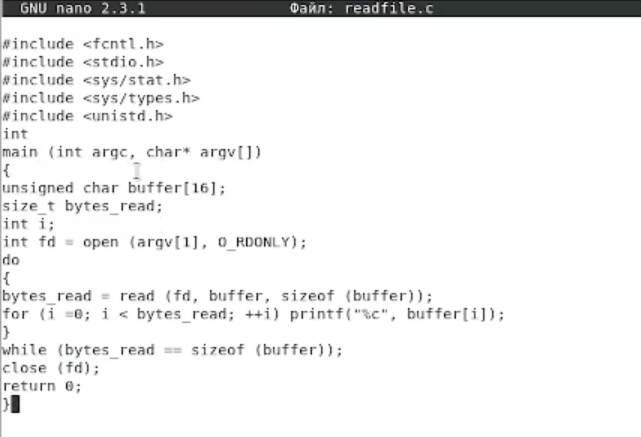 GNU nano 2.3.1 Файл: readfile.c
#include <fcntl.h>
#include <stdio.h>
#include <sys/stat.h>
#include <sys/types.h>
#include <unistd.h>
int
main (int argc, char* argv[])
{
unsigned char buffer[16];
size_t bytes_read;
int i;
int fd = open (argv[1], O_RDONLY);
do
{
bytes_read = read (fd, buffer, sizeof (buffer));
for (i =0; i < bytes_read; ++i) printf("%c", buffer[i]);
}
while (bytes_read == sizeof (buffer));
close (fd);
return 0;
}